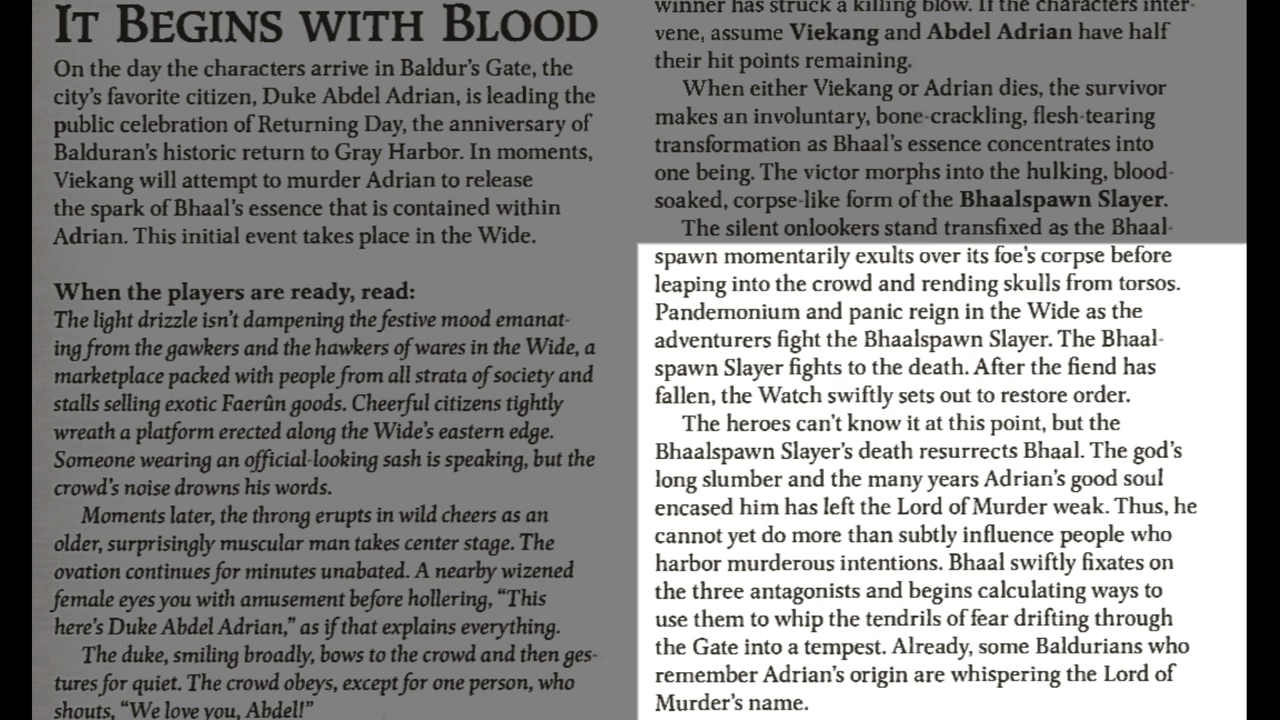 IT BEGINS WITH BLOOD
On the day the characters arrive in Baldur's Gate, the
city's favorite citizen, Duke Abdel Adrian, is leading the
public celebration of Returning Day, the anniversary of
Balduran's historic return to Gray Harbor. In moments,
Viekang will attempt to murder Adrian to release
the spark of Bhaal's essence that is contained within
Adrian. This initial event takes place in the Wide.
When the players are ready, read:
The light drizzle isn't dampening the festive mood emanat-
ing from the gawkers and the hawkers of wares in the Wide, a
marketplace packed with people from all strata of society and
stalls selling exotic Faerûn goods. Cheerful citizens tightly
wreath a platform erected along the Wide's eastern edge.
Someone wearing an official-looking sash is speaking, but the
crowd's noise drowns his words.
Moments later, the throng erupts in wild cheers as an
older, surprisingly muscular man takes center stage. The
ovation continues for minutes unabated. A nearby wizened
female eyes you with amusement before hollering, “This
here's Duke Abdel Adrian,” as if that explains everything.
The duke, smiling broadly, bows to the crowd and then ges-
tures for quiet. The crowd obeys, except for one person, who
shouts, “We love you, Abdel!”
winner has struck a killing blow. If the characters inter-
vene, assume Viekang and Abdel Adrian have half
their hit points remaining.
When either Viekang or Adrian dies, the survivor
makes an involuntary, bone-crackling, flesh-tearing
transformation as Bhaal's essence concentrates into
one being. The victor morphs into the hulking, blood-
soaked, corpse-like form of the Bhaalspawn Slayer.
The silent onlookers stand transfixed as the Bhaal-
spawn momentarily exults over its foe's corpse before
leaping into the crowd and rending skulls from torsos.
Pandemonium and panic reign in the Wide as the
adventurers fight the Bhaalspawn Slayer. The Bhaal-
spawn Slayer fights to the death. After the fiend has
fallen, the Watch swiftly sets out to restore order.
The heroes can't know it at this point, but the
Bhaalspawn Slayer's death resurrects Bhaal. The god's
long slumber and the many years Adrian's good soul
encased him has left the Lord of Murder weak. Thus, he
cannot yet do more than subtly influence people who
harbor murderous intentions. Bhaal swiftly fixates on
the three antagonists and begins calculating ways to
use them to whip the tendrils of fear drifting through
the Gate into a tempest. Already, some Baldurians who
remember Adrian's origin are whispering the Lord of
Murder's name.